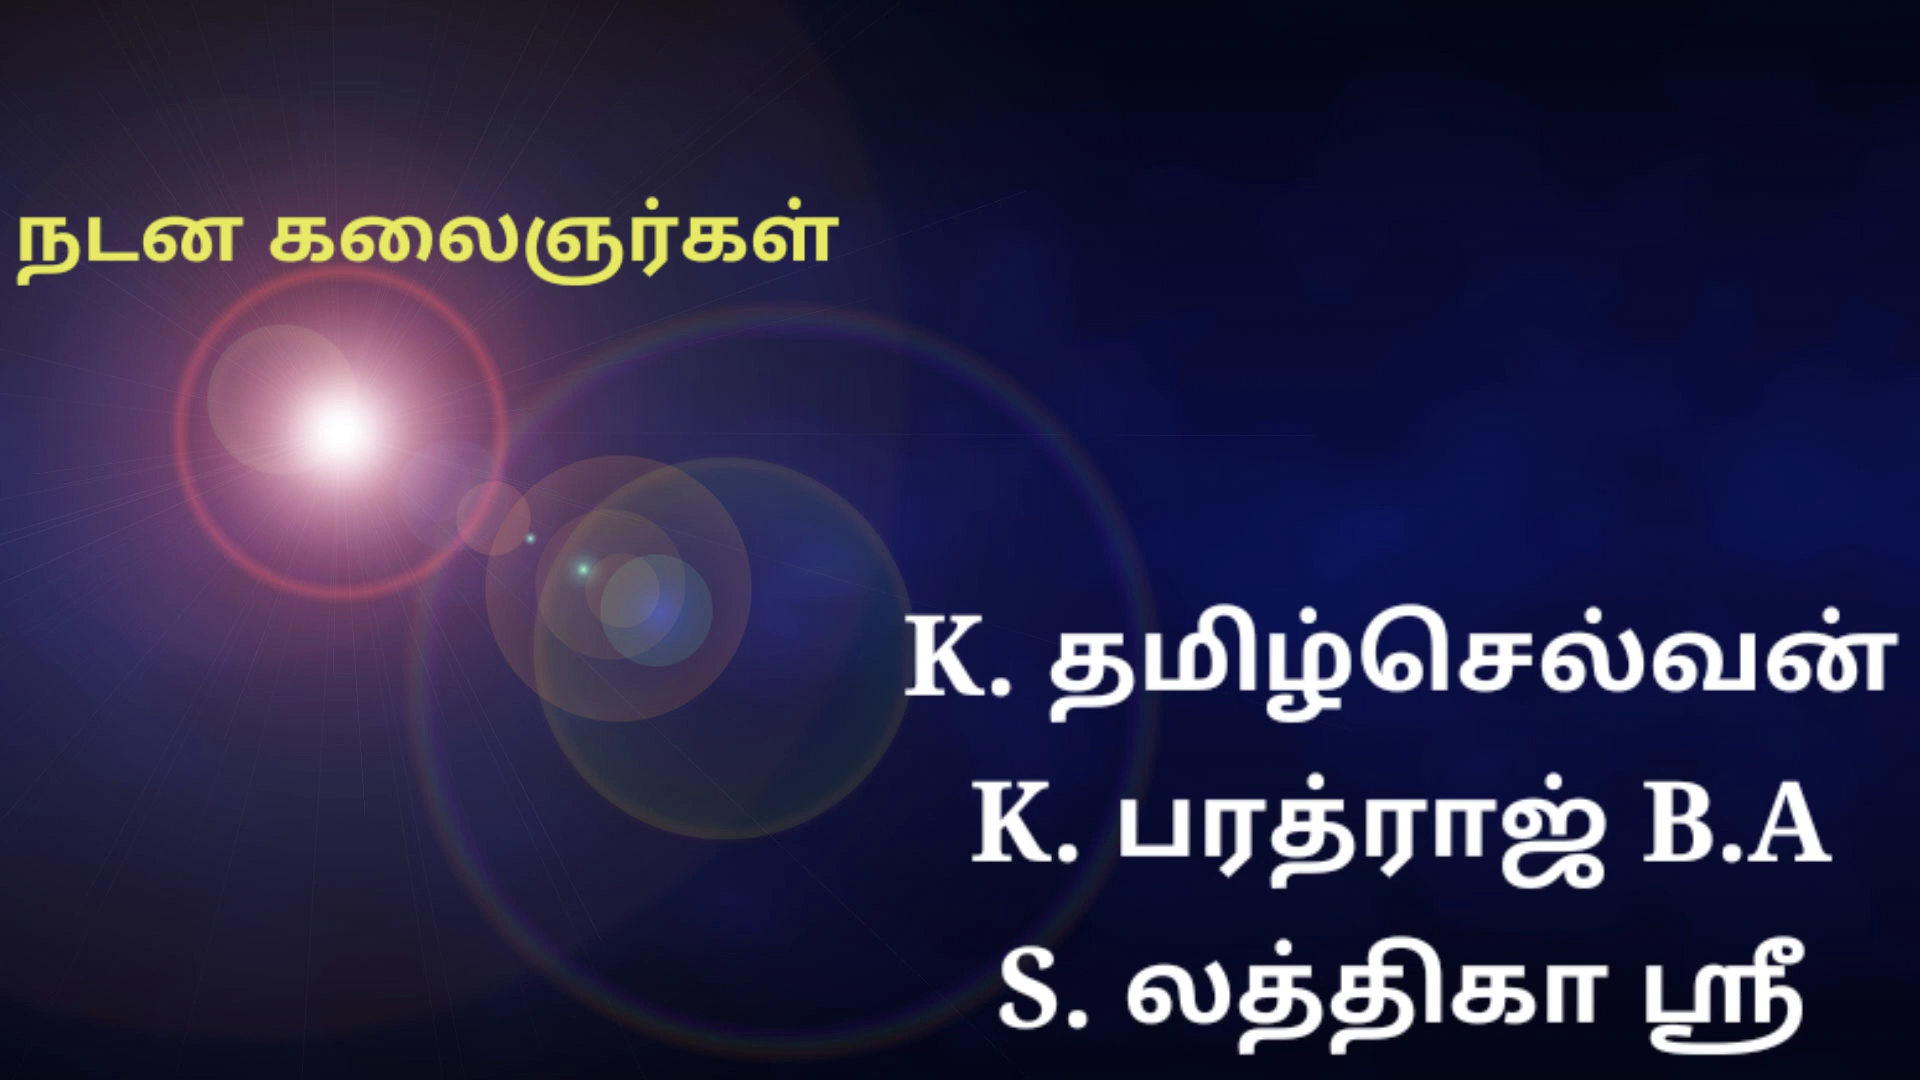 நடன கலைஞர்கள்
K. தமிழ்செல்வன்
K. பரத்ராஜ் B.A
S. லத்திகா ஸ்ரீ